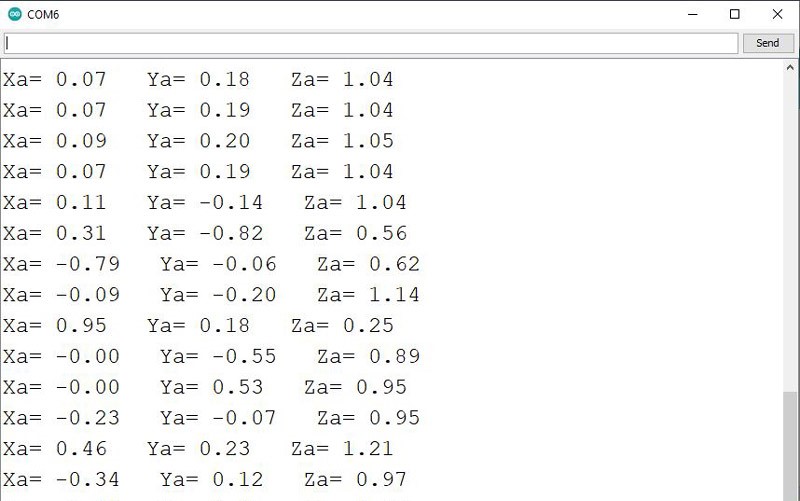 COM6
Send
Xa= 0.07   Ya= 0.18   Za= 1.04
Xa= 0.07   Ya= 0.19   Za= 1.04
Xa= 0.09   Ya= 0.20   Za= 1.05
Xa= 0.07   Ya= 0.19   Za= 1.04
Xa= 0.11   Ya= -0.14   Za= 1.04
Xa= 0.31   Ya= -0.82   Za= 0.56
Xa= -0.79   Ya= -0.06   Za= 0.62
Xa= -0.09   Ya= -0.20   Za= 1.14
Xa= 0.95   Ya= 0.18   Za= 0.25
Xa= -0.00   Ya= -0.55   Za= 0.89
Xa= -0.00   Ya= 0.53   Za= 0.95
Xa= -0.23   Ya= -0.07   Za= 0.95
Xa= 0.46   Ya= 0.23   Za= 1.21
Xa= -0.34   Ya= 0.12   Za= 0.97